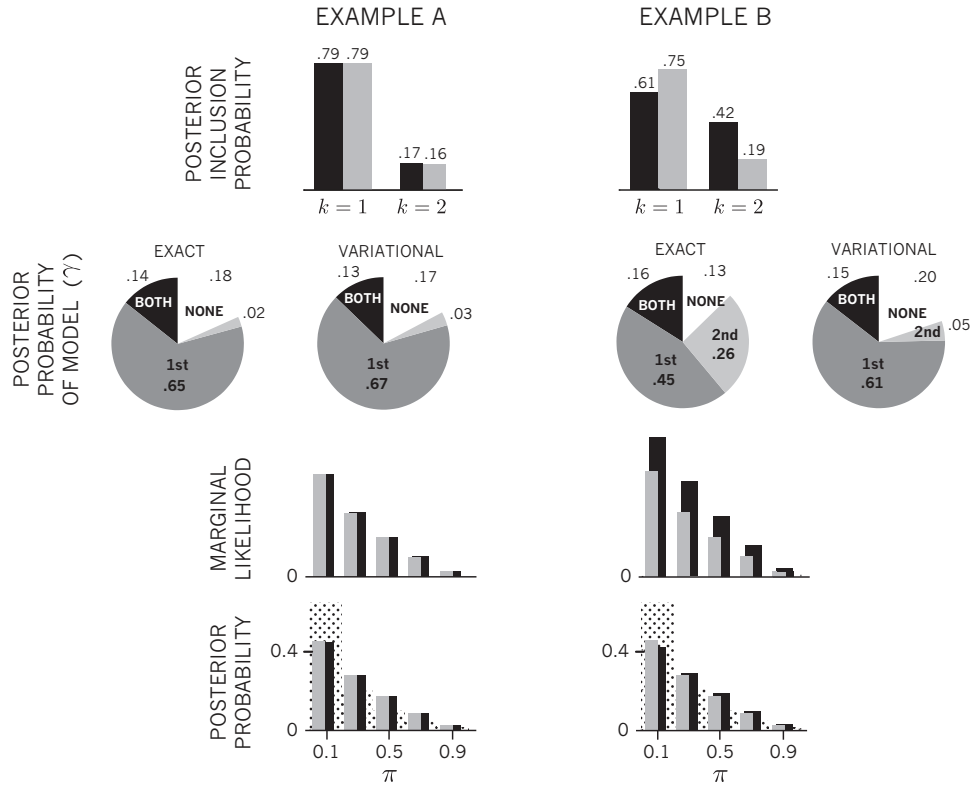 EXAMPLE A
EXAMPLE B
POSTERIOR
INCLUSION
PROBABILITY
.79 .79
.17 .16
k = 1 k = 2
.61 .75
.42 .19
k = 1 k = 2
POSTERIOR
PROBABILITY
OF MODEL (γ)
EXACT
.14 .18
BOTH NONE
.02
1st
.65
VARIATIONAL
.13 .17
BOTH NONE
.03
1st
.67
EXACT
.16 .13
BOTH NONE
2nd
.26
1st
.45
VARIATIONAL
.15 .20
BOTH NONE
2nd .05
1st
.61
MARGINAL
LIKELIHOOD
0
0
POSTERIOR
PROBABILITY
0.4
0
0.1 0.5 0.9
π
0.4
0
0.1 0.5 0.9
π